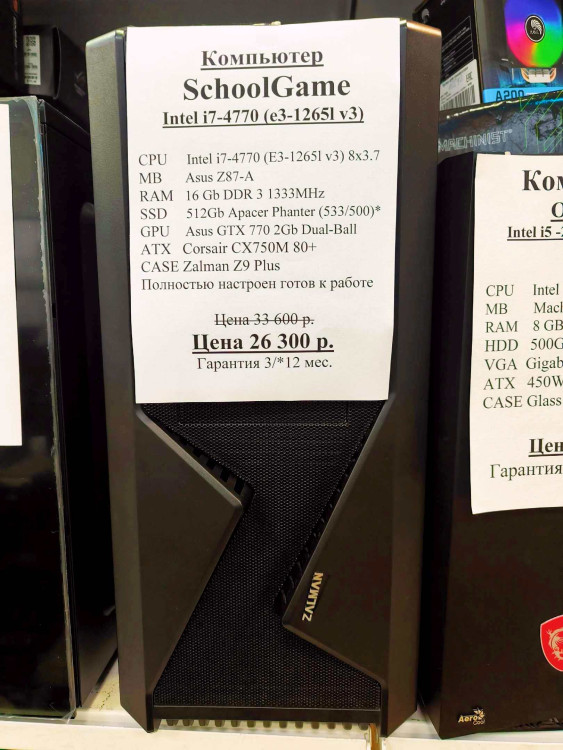 Компьютер
SchoolGame
Intel i7-4770 (e3-1265l v3)
CPU Intel i7-4770 (E3-1265l v3) 8x3.7
MB Asus Z87-A
RAM 16 Gb DDR 3 1333MHz
SSD 512Gb Apacer Phanter (533/500)*
GPU Asus GTX 770 2Gb Dual-Ball
ATX Corsair CX750M 80+
CASE Zalman Z9 Plus
Полностью настроен готов к работе
Цена 33 600 р.
Цена 26 300 р.
Гарантия 3/*12 мес.
ZALMAN
A200
Intel i5 -2
CPU Intel
MB
RAM 8 GB
HDD 500G
VGA Gigab
ATX 450W
CASE Glass
Цен
Гарантия
Aero
Cool